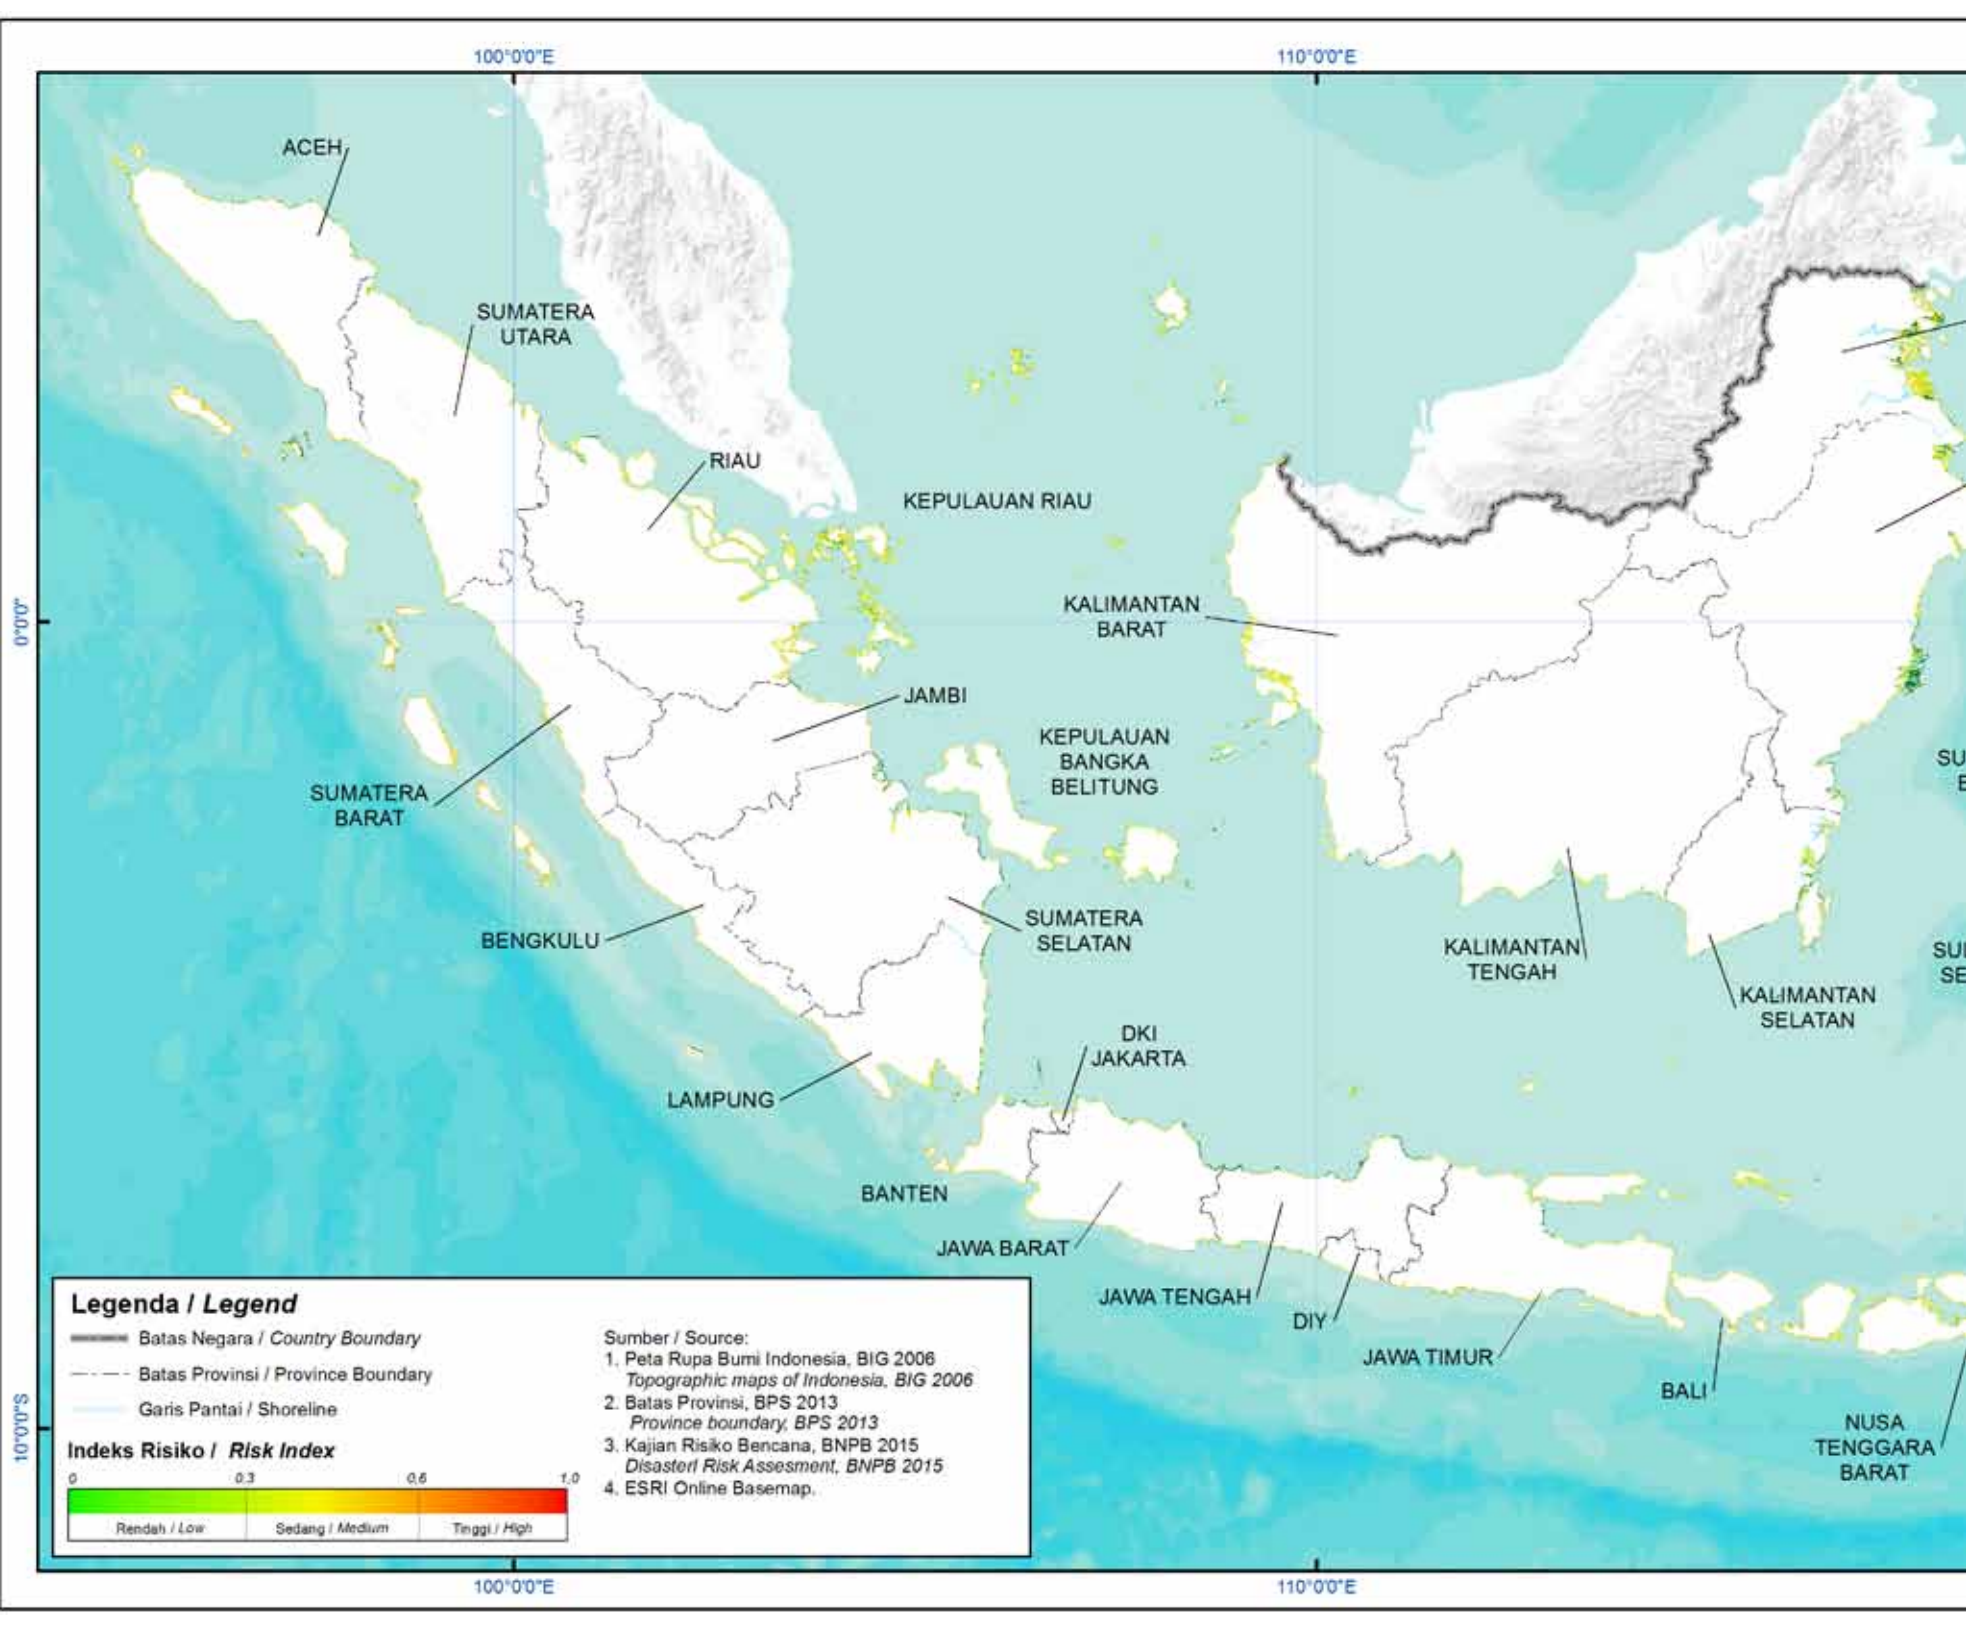 100°0'0"E
110°0'0"E
ACEH
SUMATERA
UTARA
RIAU
KEPULAUAN RIAU
0°0'0"
KALIMANTAN
BARAT
JAMBI
KEPULAUAN
BANGKA
BELITUNG
SUMATERA
BARAT
SU
BENGKULU
SUMATERA
SELATAN
KALIMANTAN
TENGAH
SE
KALIMANTAN
SELATAN
DKI
JAKARTA
LAMPUNG
BANTEN
JAWA BARAT
JAWA TENGAH
DIY
JAWA TIMUR
BALI
NUSA
TENGGARA
BARAT
10°0'0"S
Legenda / Legend
Batas Negara / Country Boundary
Batas Provinsi / Province Boundary
Garis Pantai / Shoreline
Indeks Risiko / Risk Index
0 0,3 0,6 1,0
Rendah / Low Sedang / Medium Tinggi / High
Sumber / Source:
1. Peta Rupa Bumi Indonesia, BIG 2006
Topographic maps of Indonesia, BIG 2006
2. Batas Provinsi, BPS 2013
Province boundary, BPS 2013
3. Kajian Risiko Bencana, BNPB 2015
Disasterl Risk Assesment, BNPB 2015
4. ESRI Online Basemap.
100°0'0"E
110°0'0"E